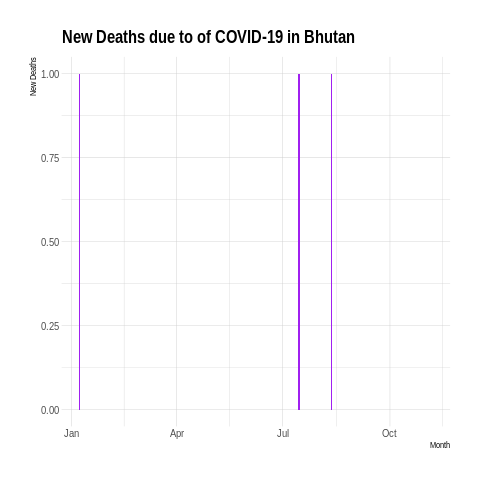 New Deaths due to of COVID-19 in Bhutan
New Deaths
1.00
0.75
0.50
0.25
0.00
Jan Apr Jul Oct
Month